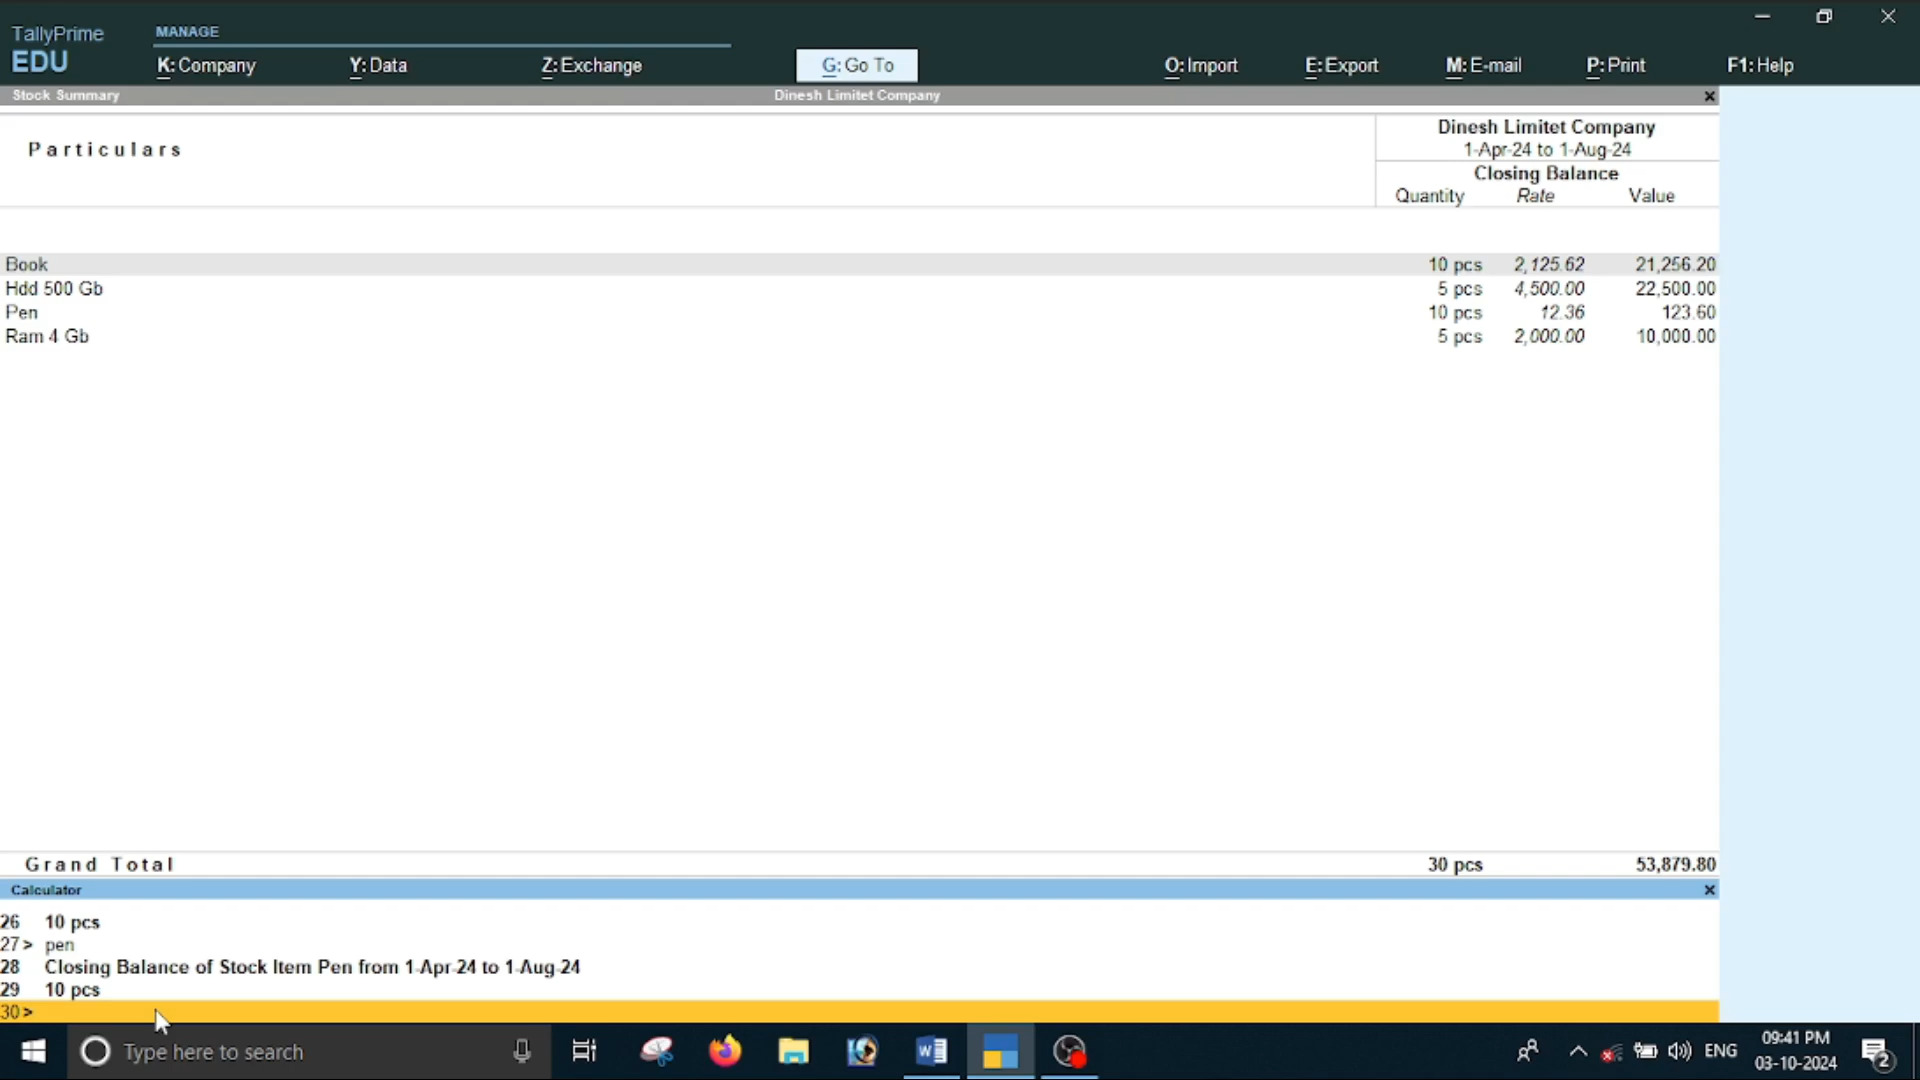 TallyPrime
EDU
MANAGE
K: Company
Y: Data
Z: Exchange
G: Go To
O: Import
E: Export
M: E-mail
P: Print
F1: Help
Stock Summary
Dinesh Limitet Company
Particulars
Dinesh Limitet Company
1-Apr-24 to 1-Aug-24
Closing Balance
Quantity Rate Value
Book 10 pcs 2,125.62 21,256.20
Hdd 500 Gb 5 pcs 4,500.00 22,500.00
Pen 10 pcs 12.36 123.60
Ram 4 Gb 5 pcs 2,000.00 10,000.00
Grand Total 30 pcs 53,879.80
Calculator
26 10 pcs
27> pen
28 Closing Balance of Stock Item Pen from 1-Apr-24 to 1-Aug-24
29 10 pcs
30>
Type here to search
ENG
09:41 PM
03-10-2024
2